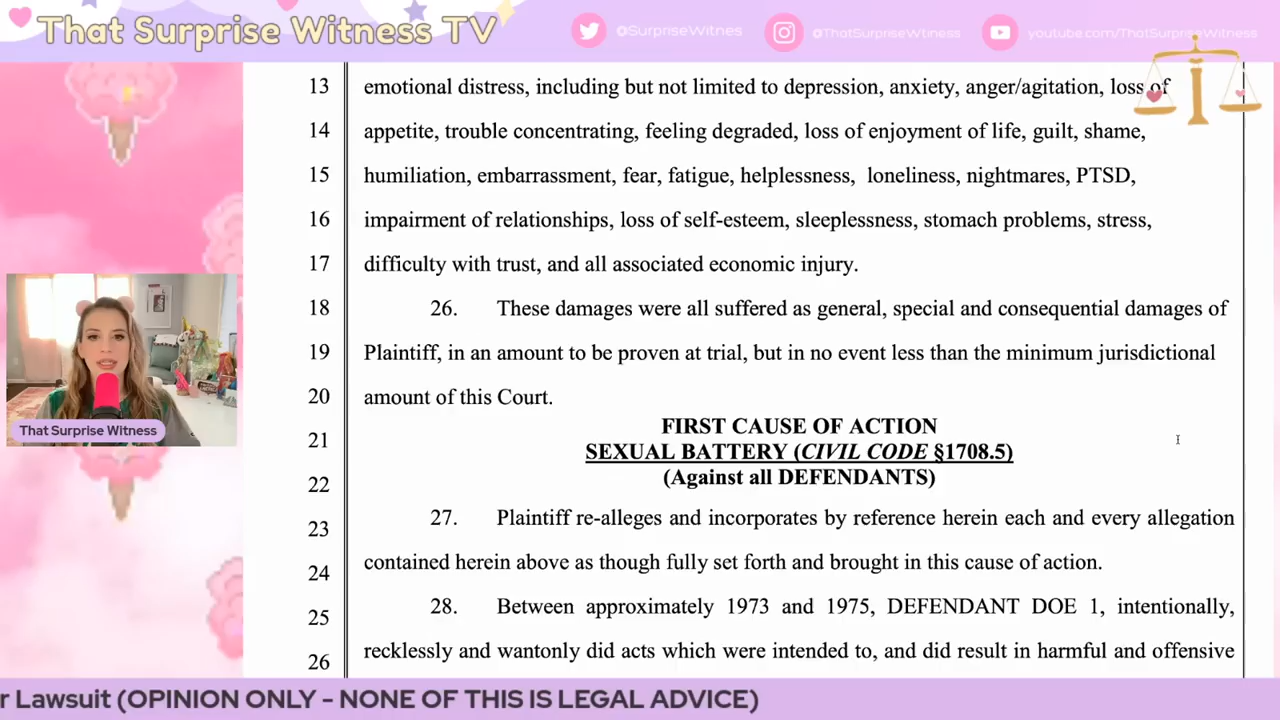 That Surprise Witness TV
@SurpriseWitnes
@ThatSurpriseWitness
youtube.com/ThatSurpriseWitness
13 emotional distress, including but not limited to depression, anxiety, anger/agitation, loss of
14 appetite, trouble concentrating, feeling degraded, loss of enjoyment of life, guilt, shame,
15 humiliation, embarrassment, fear, fatigue, helplessness, loneliness, nightmares, PTSD,
16 impairment of relationships, loss of self-esteem, sleeplessness, stomach problems, stress,
17 difficulty with trust, and all associated economic injury.
18 26. These damages were all suffered as general, special and consequential damages of
19 Plaintiff, in an amount to be proven at trial, but in no event less than the minimum jurisdictional
20 amount of this Court.
FIRST CAUSE OF ACTION
21 SEXUAL BATTERY (CIVIL CODE §1708.5)
22 (Against all DEFENDANTS)
23 27. Plaintiff re-alleges and incorporates by reference herein each and every allegation
24 contained herein above as though fully set forth and brought in this cause of action.
25 28. Between approximately 1973 and 1975, DEFENDANT DOE 1, intentionally,
26 recklessly and wantonly did acts which were intended to, and did result in harmful and offensive
That Surprise Witness
r Lawsuit (OPINION ONLY - NONE OF THIS IS LEGAL ADVICE)